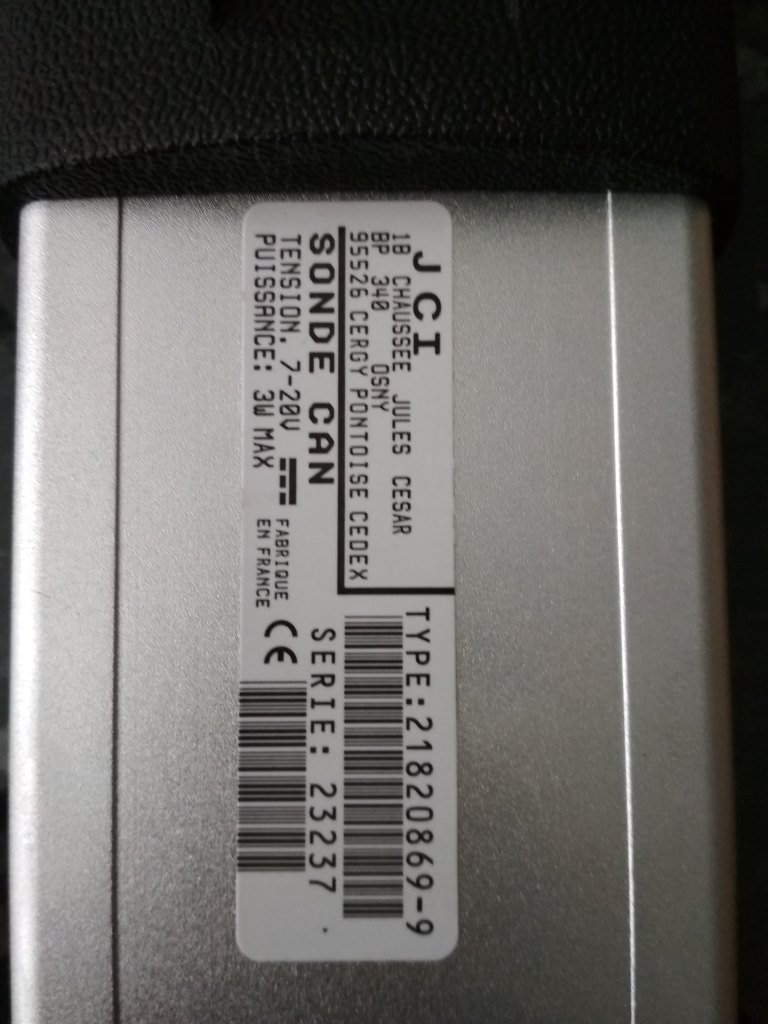 JCI
1B CHAUSSEE JULES CESAR
BP 340 OSNY
95526 CERGY PONTOISE CEDEX
TYPE:21820869-9
SONDE CAN
SERIE: 23237
TENSION. 7-20V
PUISSANCE: 3W MAX
FABRIQUE
EN FRANCE
CE